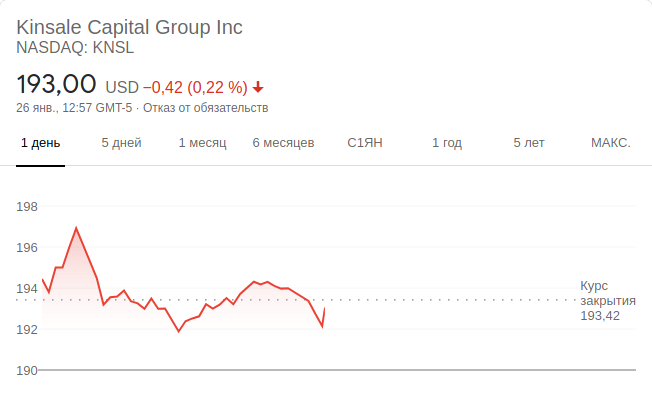 Kinsale Capital Group Inc
NASDAQ: KNSL
193,00 USD −0,42 (0,22 %)
26 янв., 12:57 GMT-5 · Отказ от обязательств
1 день 5 дней 1 месяц 6 месяцев С1ЯН 1 год 5 лет МАКС.
198
196
194
Курс
закрытия
193,42
192
190